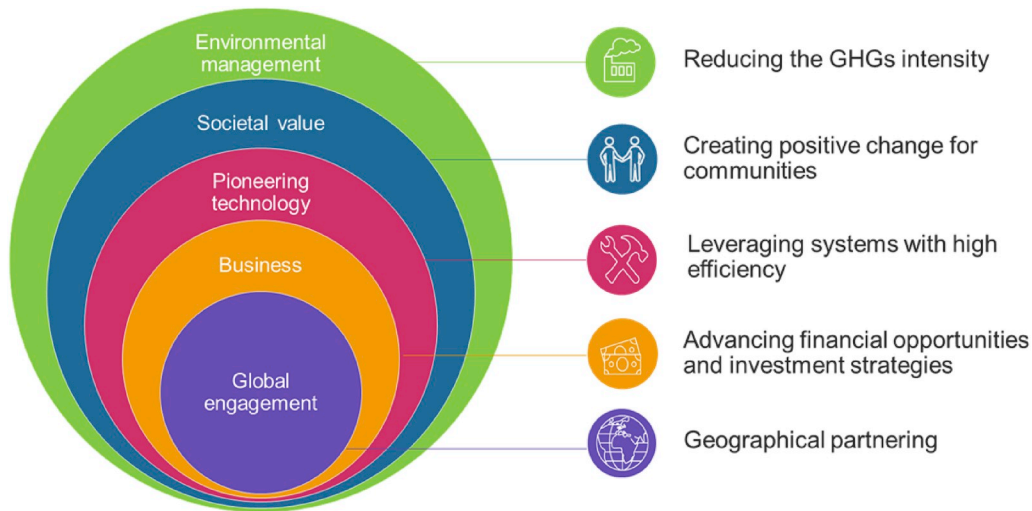 Environmental
management
Societal value
Pioneering
technology
Business
Global
engagement
Reducing the GHGs intensity
Creating positive change for
communities
Leveraging systems with high
efficiency
Advancing financial opportunities
and investment strategies
Geographical partnering